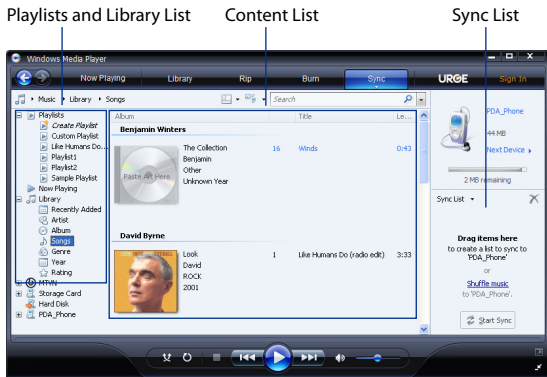 Playlists and Library List Content List Sync List
Windows Media Player
Now Playing Library Rip Burn Sync URGE Sign In
Music Library Songs Search
Playlists
Create Playlist
Custom Playlist
Like Humans Do...
Playlist1
Playlist2
Sample Playlist
Now Playing
Library
Recently Added
Artist
Album
Songs
Genre
Year
Rating
MTVN
Storage Card
Hard Disk
PDA_Phone
Album Title Le...
Benjamin Winters
Paste Art Here
The Collection 16 Winds 0:43
Benjamin
Other
Unknown Year
David Byrne
Look 1 Like Humans Do (radio edit) 3:33
David
ROCK
2001
PDA_Phone
44 MB
Next Device
2 MB remaining
Sync List
Drag items here
to create a list to sync to
'PDA_Phone'
or
Shuffle music
to 'PDA_Phone'.
Start Sync